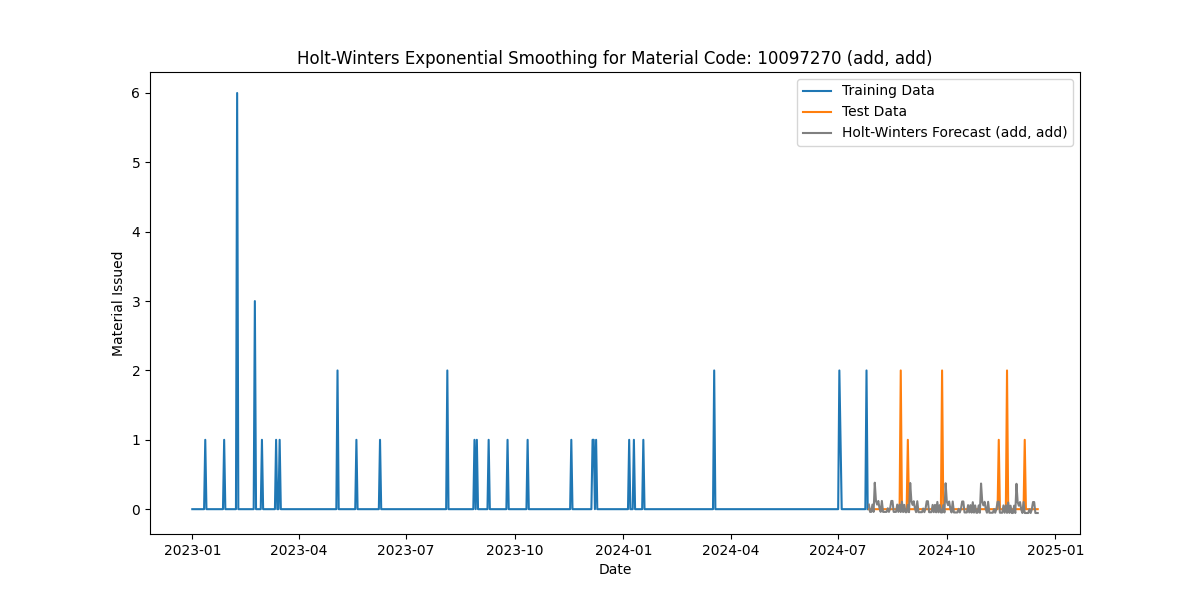 Holt-Winters Exponential Smoothing for Material Code: 10097270 (add, add)
Training Data
Test Data
Holt-Winters Forecast (add, add)
Material Issued
6
5
4
3
2
1
0
2023-01
2023-04
2023-07
2023-10
2024-01
2024-04
2024-07
2024-10
2025-01
Date